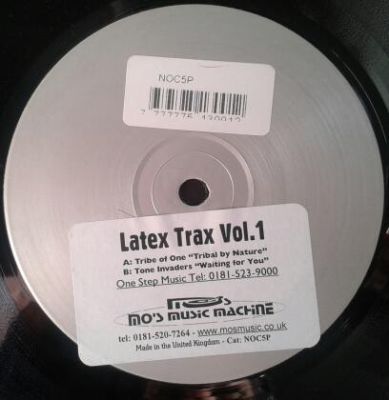 NOC5P
7 777776 130012
Latex Trax Vol.1
A: Tribe of One "Tribal by Nature"
B: Tone Invaders "Waiting for You"
One Step Music Tel: 0181-523-9000
MO'S
MO'S MUSIC MACHINE
tel: 0181-520-7264 - www.mosmusic.co.uk
Made in the United Kingdom - Cat: NOC5P